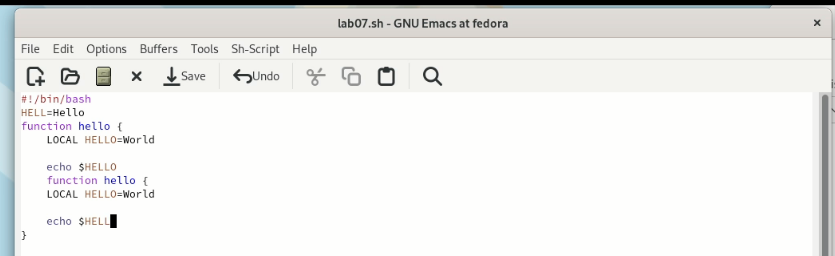 lab07.sh - GNU Emacs at fedora
File Edit Options Buffers Tools Sh-Script Help
Save Undo
#!/bin/bash
HELL=Hello
function hello {
    LOCAL HELLO=World

    echo $HELLO
    function hello {
    LOCAL HELLO=World

    echo $HELL
}